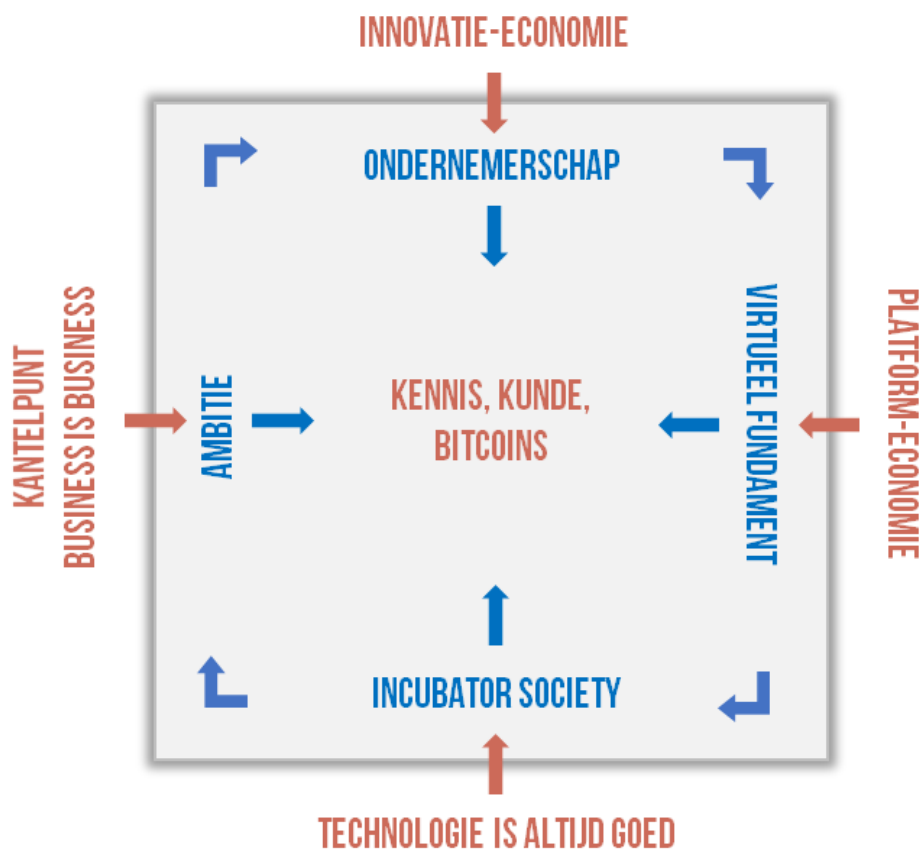 INNOVATIE-ECONOMIE
ONDERNEMERSCHAP
KANTELPUNT
BUSINESS IS BUSINESS
AMBITIE
KENNIS, KUNDE,
BITCOINS
VIRTUEEL FUNDAMENT
PLATFORM-ECONOMIE
INCUBATOR SOCIETY
TECHNOLOGIE IS ALTIJD GOED